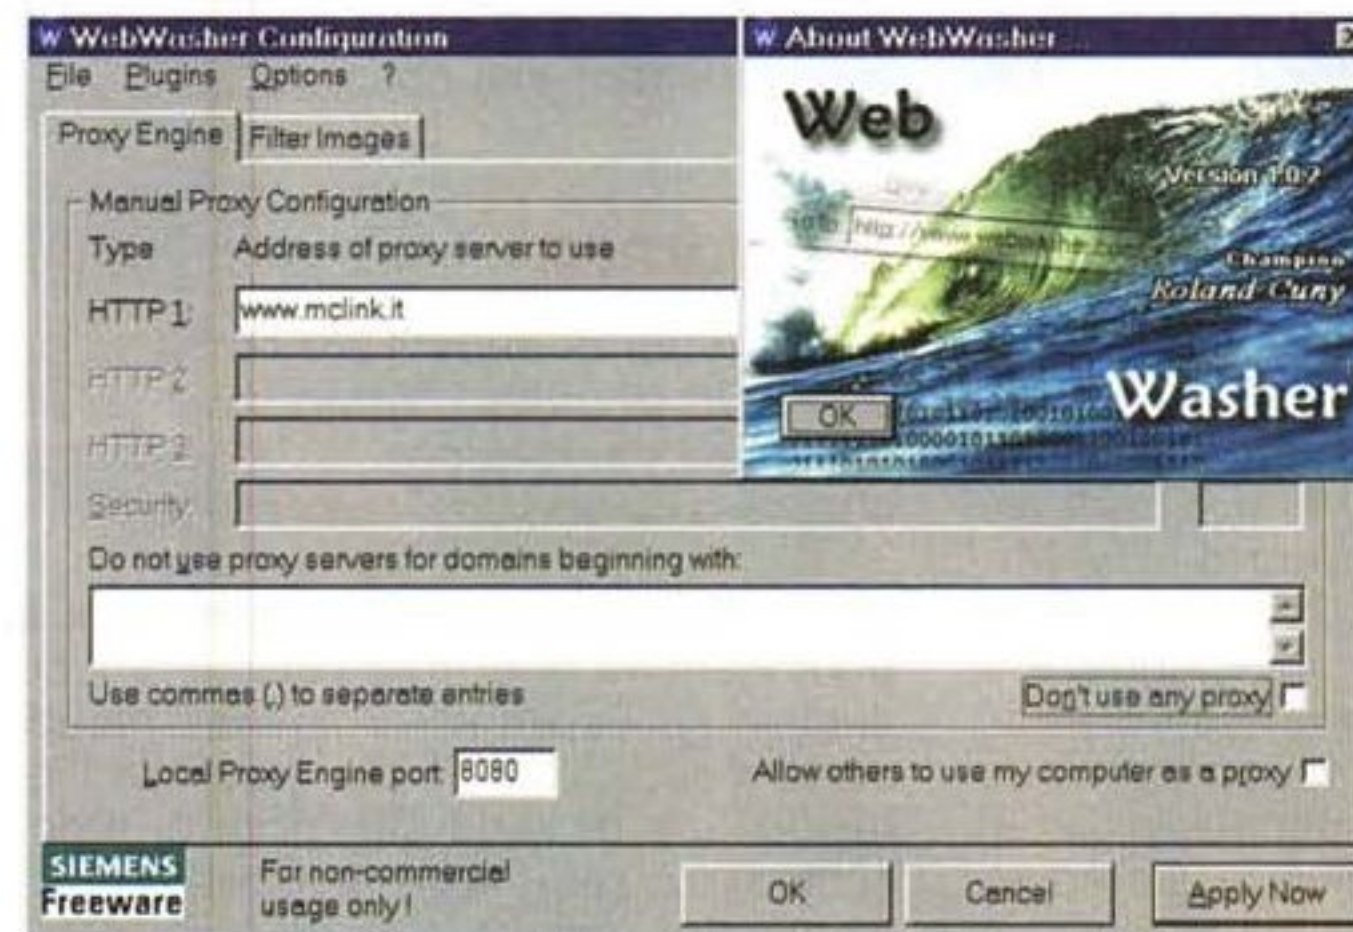 WebWasher Configuration
File Plugins Options ?
Proxy Engine Filter Images
Manual Proxy Configuration
Type Address of proxy server to use
HTTP 1: www.mclink.it
HTTP 2
HTTP 3:
Security:
Do not use proxy servers for domains beginning with:
Use commas (,) to separate entries
Don't use any proxy
Local Proxy Engine port: 8080
Allow others to use my computer as a proxy
SIEMENS
Freeware
For non-commercial
usage only!
OK Cancel Apply Now
About WebWasher
Web
Version 1.0.2
http://www.
Champino
Roland Cuny
Washer
OK